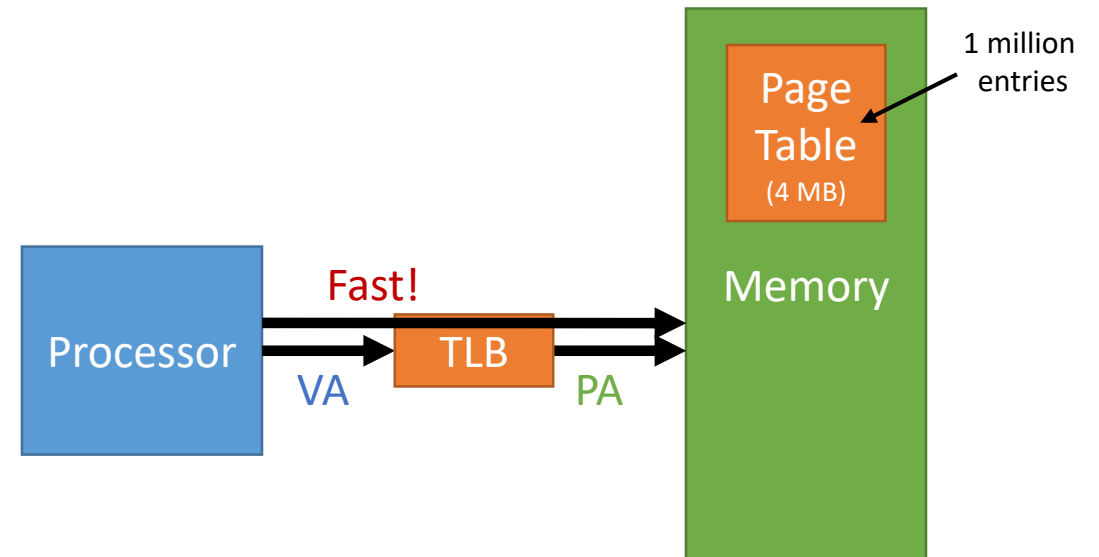 1 million
entries
Page
Table
(4 MB)
Fast!
Memory
Processor
TLB
VA
PA